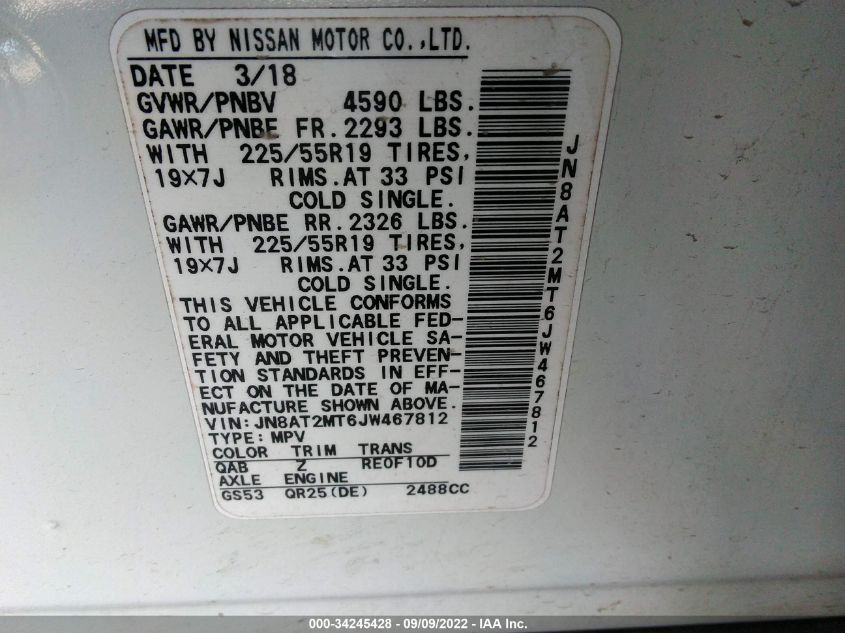 MFD BY NISSAN MOTOR CO.,LTD.
DATE 3/18
GVWR/PNBV 4590 LBS.
GAWR/PNBE FR.2293 LBS.
WITH 225/55R19 TIRES,
19×7J RIMS.AT 33 PSI
COLD SINGLE.
GAWR/PNBE RR.2326 LBS.
WITH 225/55R19 TIRES,
19×7J RIMS.AT 33 PSI
COLD SINGLE.
THIS VEHICLE CONFORMS
TO ALL APPLICABLE FED-
ERAL MOTOR VEHICLE SA-
FETY AND THEFT PREVEN-
TION STANDARDS IN EFF-
ECT ON THE DATE OF MA-
NUFACTURE SHOWN ABOVE.
VIN:JN8AT2MT6JW467812
TYPE:MPV
COLOR TRIM TRANS
QAB Z RE0F10D
AXLE ENGINE
GS53 QR25(DE) 2488CC
JN8AT2MT6JW467812
000-34245428 - 09/09/2022 - IAA Inc.